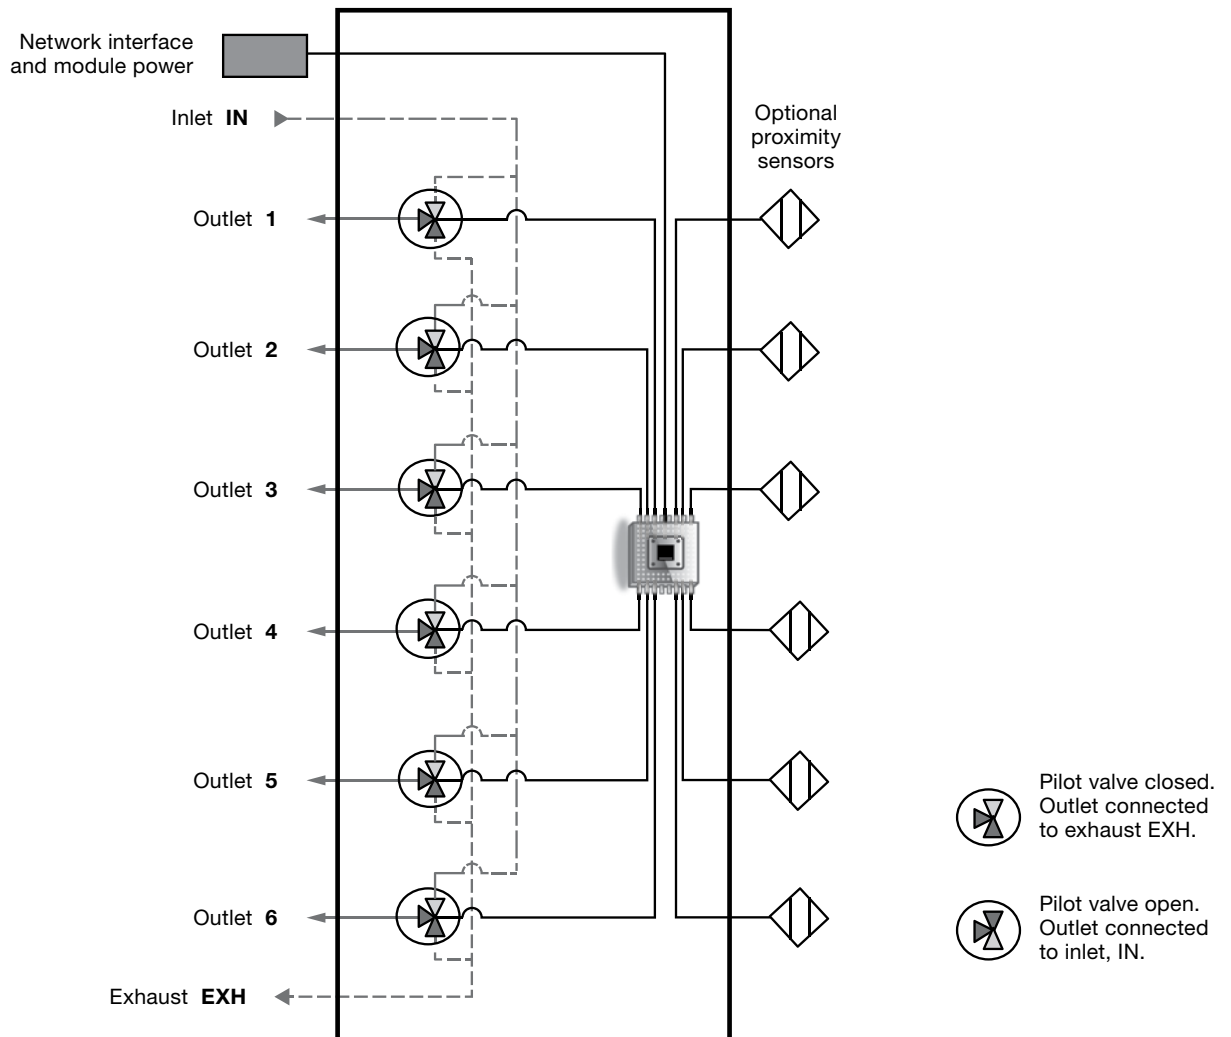 Network interface
and module power
Inlet IN
Optional
proximity
sensors
Outlet 1
Outlet 2
Outlet 3
Outlet 4
Outlet 5
Outlet 6
Exhaust EXH
Pilot valve closed.
Outlet connected
to exhaust EXH.
Pilot valve open.
Outlet connected
to inlet, IN.